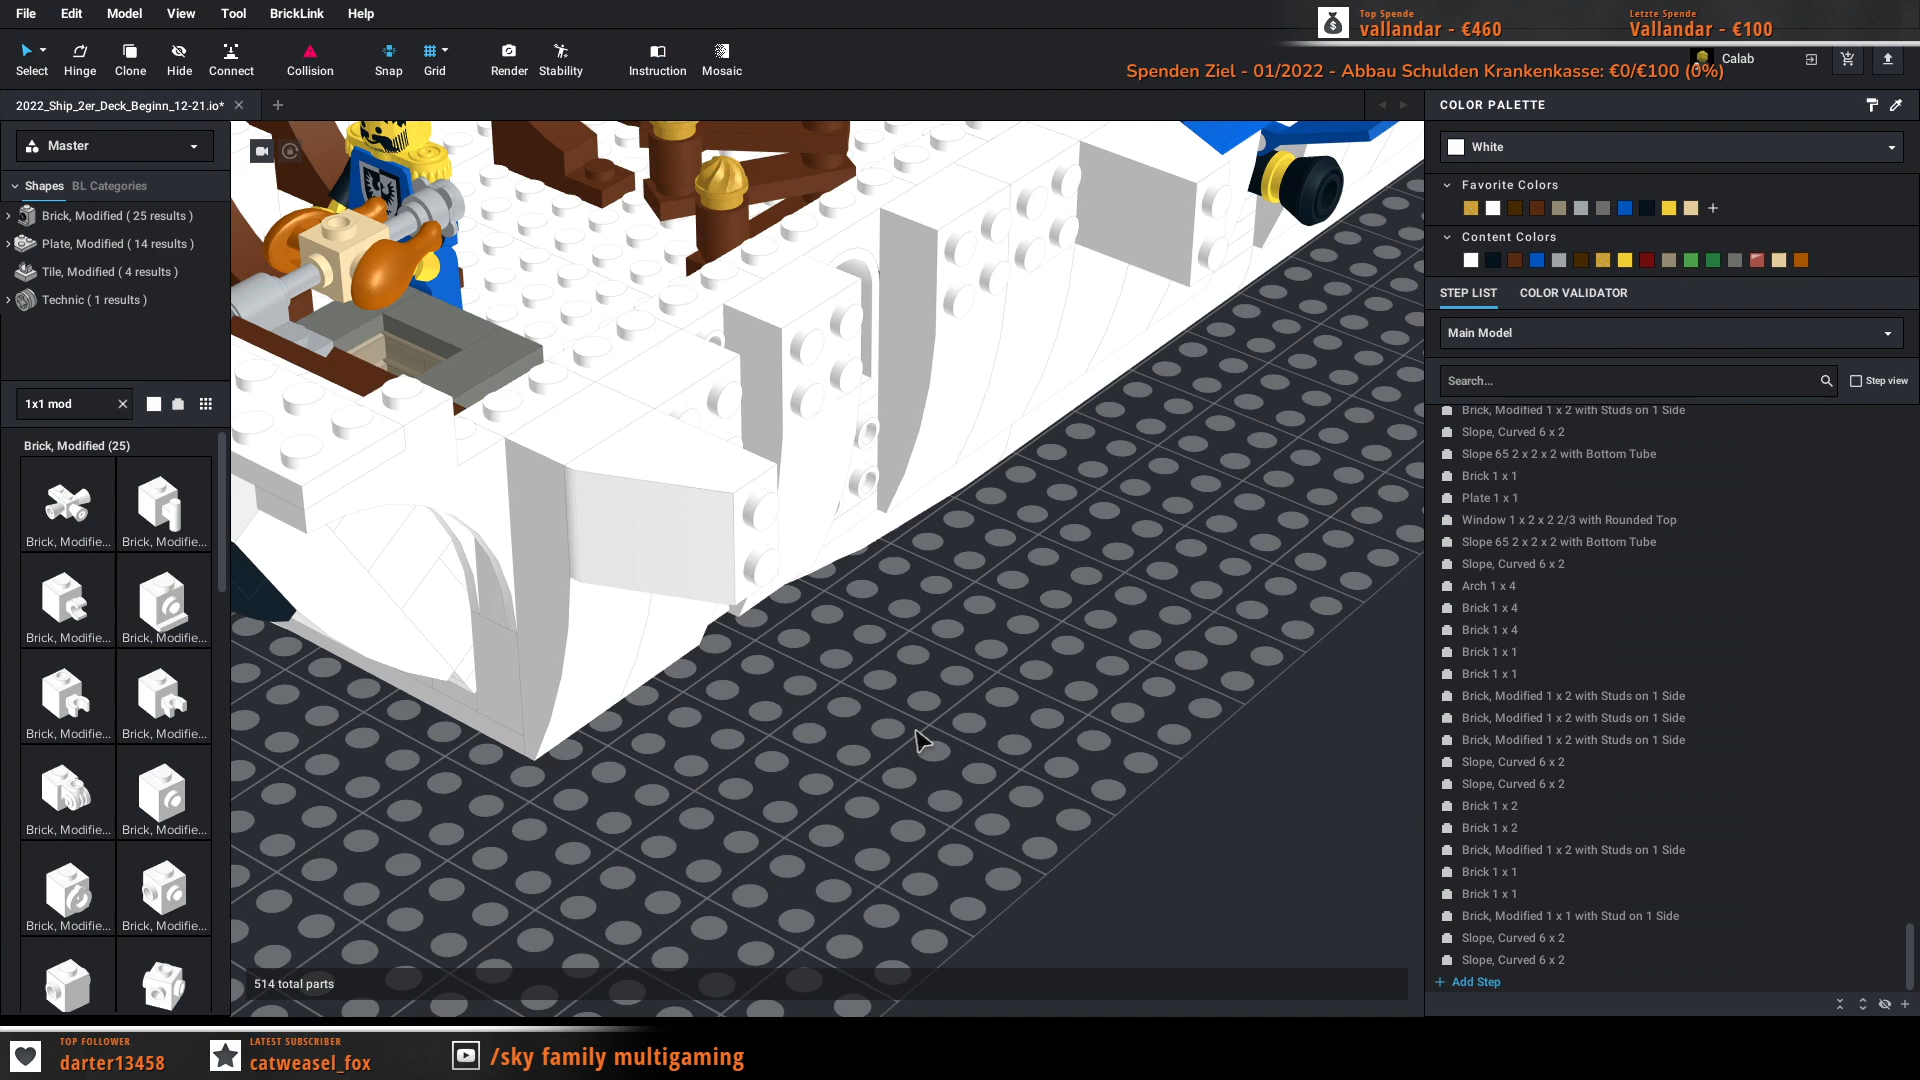 File Edit Model View Tool BrickLink Help
Top Spende
vallandar - €460
Letzte Spende
Vallandar - €100
Select Hinge Clone Hide Connect Collision Snap Grid Render Stability Instruction Mosaic
Spenden Ziel - 01/2022 - Abbau Schulden Krankenkasse: €0/€100 (0%)
Calab
2022_Ship_2er_Deck_Beginn_12-21.io*
Master
Shapes BL Categories
Brick, Modified ( 25 results )
Plate, Modified ( 14 results )
Tile, Modified ( 4 results )
Technic ( 1 results )
1x1 mod
Brick, Modified (25)
Brick, Modifie... Brick, Modifie...
Brick, Modifie... Brick, Modifie...
Brick, Modifie... Brick, Modifie...
Brick, Modifie... Brick, Modifie...
Brick, Modifie... Brick, Modifie...
514 total parts
COLOR PALETTE
White
Favorite Colors
Content Colors
STEP LIST COLOR VALIDATOR
Main Model
Search... Step view
Brick, Modified 1 x 2 with Studs on 1 Side
Slope, Curved 6 x 2
Slope 65 2 x 2 x 2 with Bottom Tube
Brick 1 x 1
Plate 1 x 1
Window 1 x 2 x 2 2/3 with Rounded Top
Slope 65 2 x 2 x 2 with Bottom Tube
Slope, Curved 6 x 2
Arch 1 x 4
Brick 1 x 4
Brick 1 x 4
Brick 1 x 1
Brick 1 x 1
Brick, Modified 1 x 2 with Studs on 1 Side
Brick, Modified 1 x 2 with Studs on 1 Side
Brick, Modified 1 x 2 with Studs on 1 Side
Slope, Curved 6 x 2
Slope, Curved 6 x 2
Brick 1 x 2
Brick 1 x 2
Brick, Modified 1 x 2 with Studs on 1 Side
Brick 1 x 1
Brick 1 x 1
Brick, Modified 1 x 1 with Stud on 1 Side
Slope, Curved 6 x 2
Slope, Curved 6 x 2
+ Add Step
TOP FOLLOWER
darter13458
LATEST SUBSCRIBER
catweasel_fox
/sky family multigaming